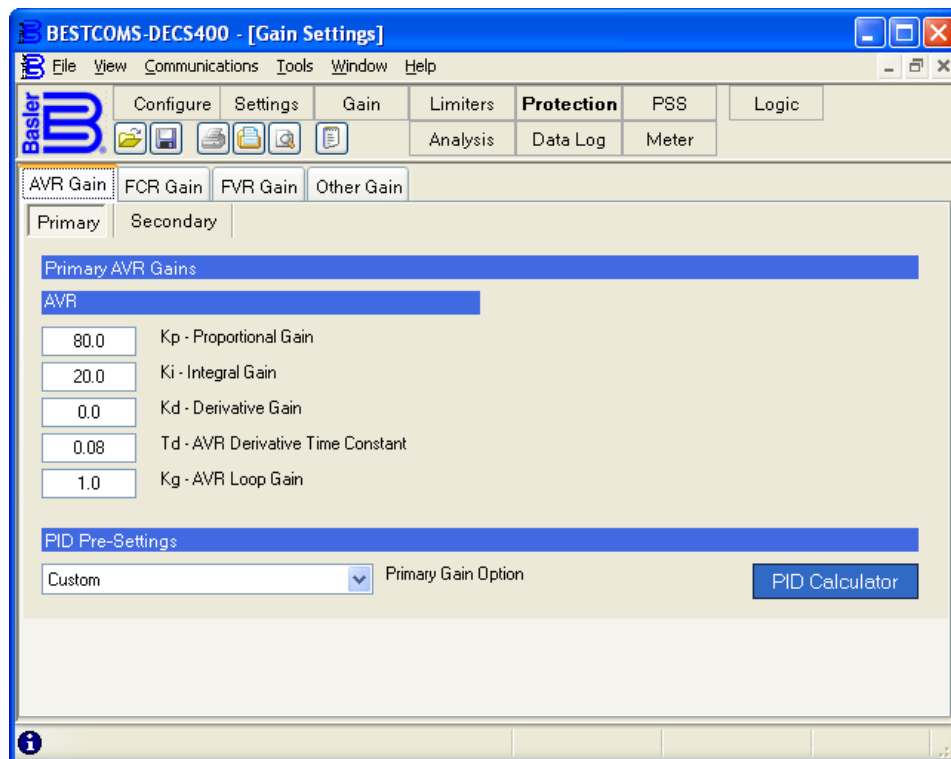 BESTCOMS-DECS400 - [Gain Settings]
File View Communications Tools Window Help
Basler
Configure Settings Gain Limiters Protection PSS Logic
Analysis Data Log Meter
AVR Gain FCR Gain FVR Gain Other Gain
Primary Secondary
Primary AVR Gains
AVR
80.0 Kp - Proportional Gain
20.0 Ki - Integral Gain
0.0 Kd - Derivative Gain
0.08 Td - AVR Derivative Time Constant
1.0 Kg - AVR Loop Gain
PID Pre-Settings
Custom Primary Gain Option PID Calculator